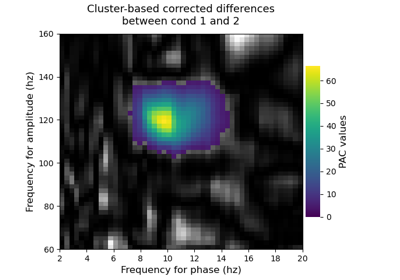 Cluster-based corrected differences
between cond 1 and 2
160
140
120
100
80
60
2 4 6 8 10 12 14 16 18 20
Frequency for amplitude (hz)
Frequency for phase (hz)
60
50
40
30
20
10
0
PAC values